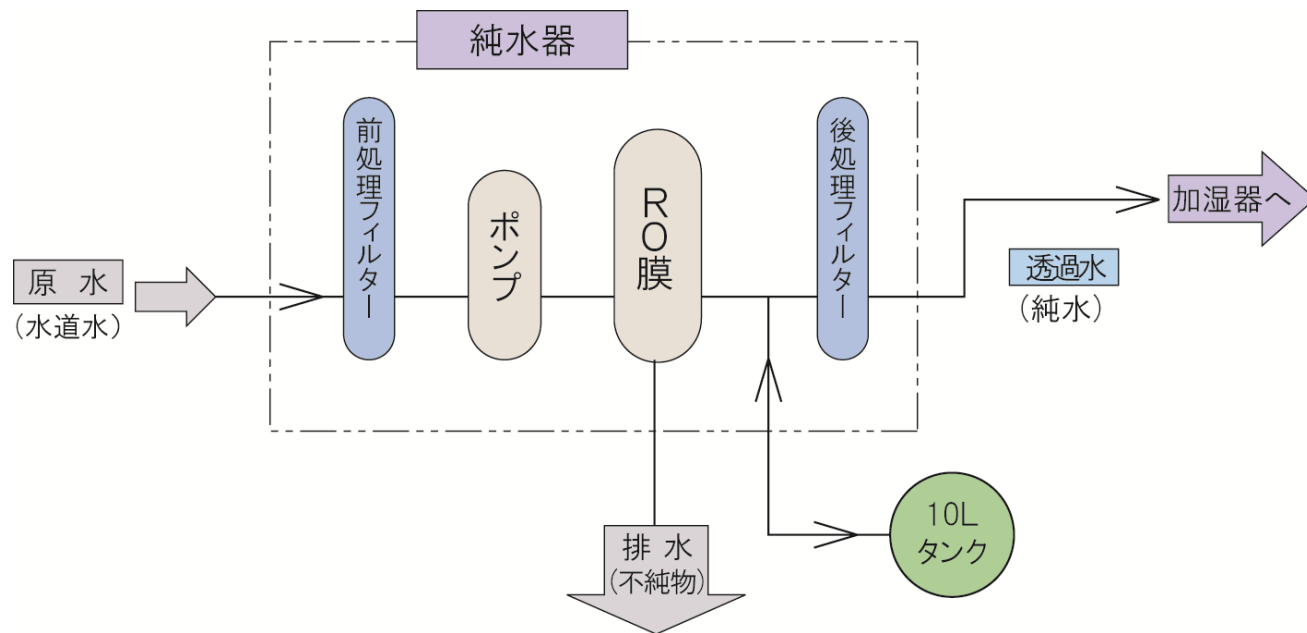 純水器
前処理フィルター
ポンプ
RO膜
後処理フィルター
加湿器へ
原水
(水道水)
透過水
(純水)
排水
(不純物)
10L
タンク